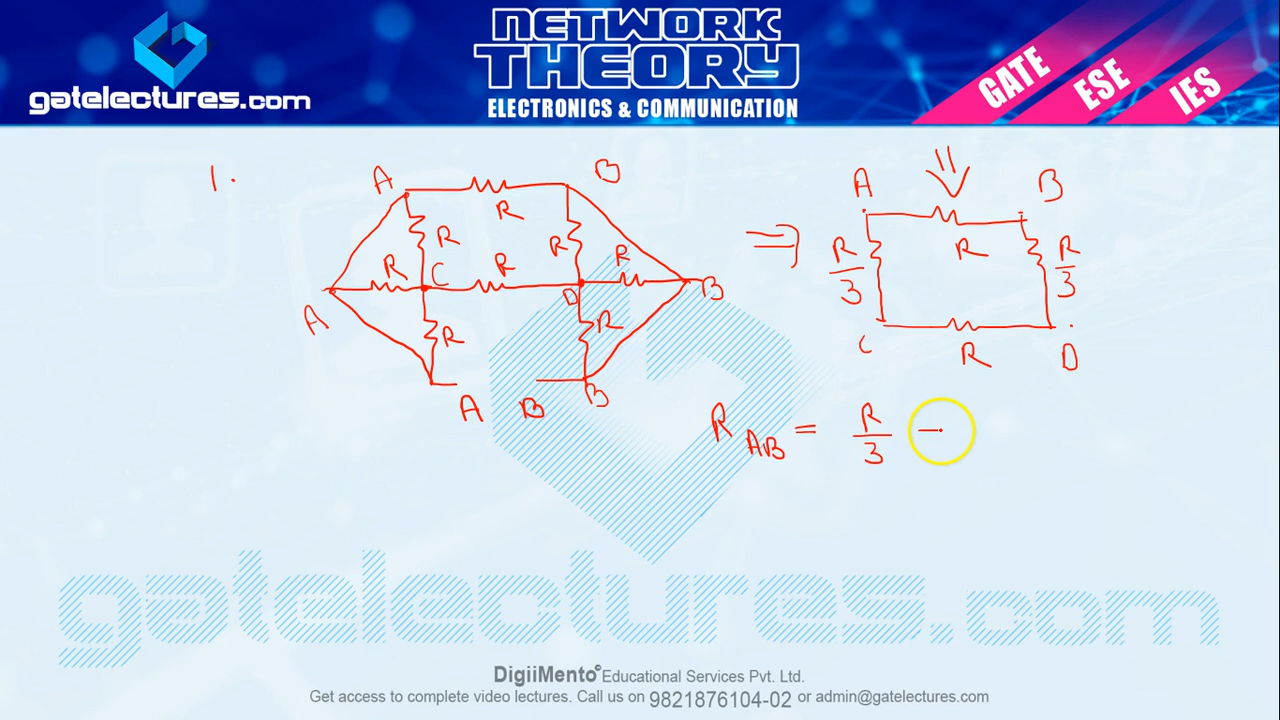 gatelectures.com
NETWORK
THEORY
ELECTRONICS & COMMUNICATION
GATE
ESE
IES
1.
A
R
B
R
R
R
C
R
D
R
B
A
R
R
A
B
B
⇒
A
⇓
B
R
R/3
R/3
C
R
D
R AB = R/3 -
gatelectures.com
DigiiMento© Educational Services Pvt. Ltd.
Get access to complete video lectures. Call us on 9821876104-02 or admin@gatelectures.com